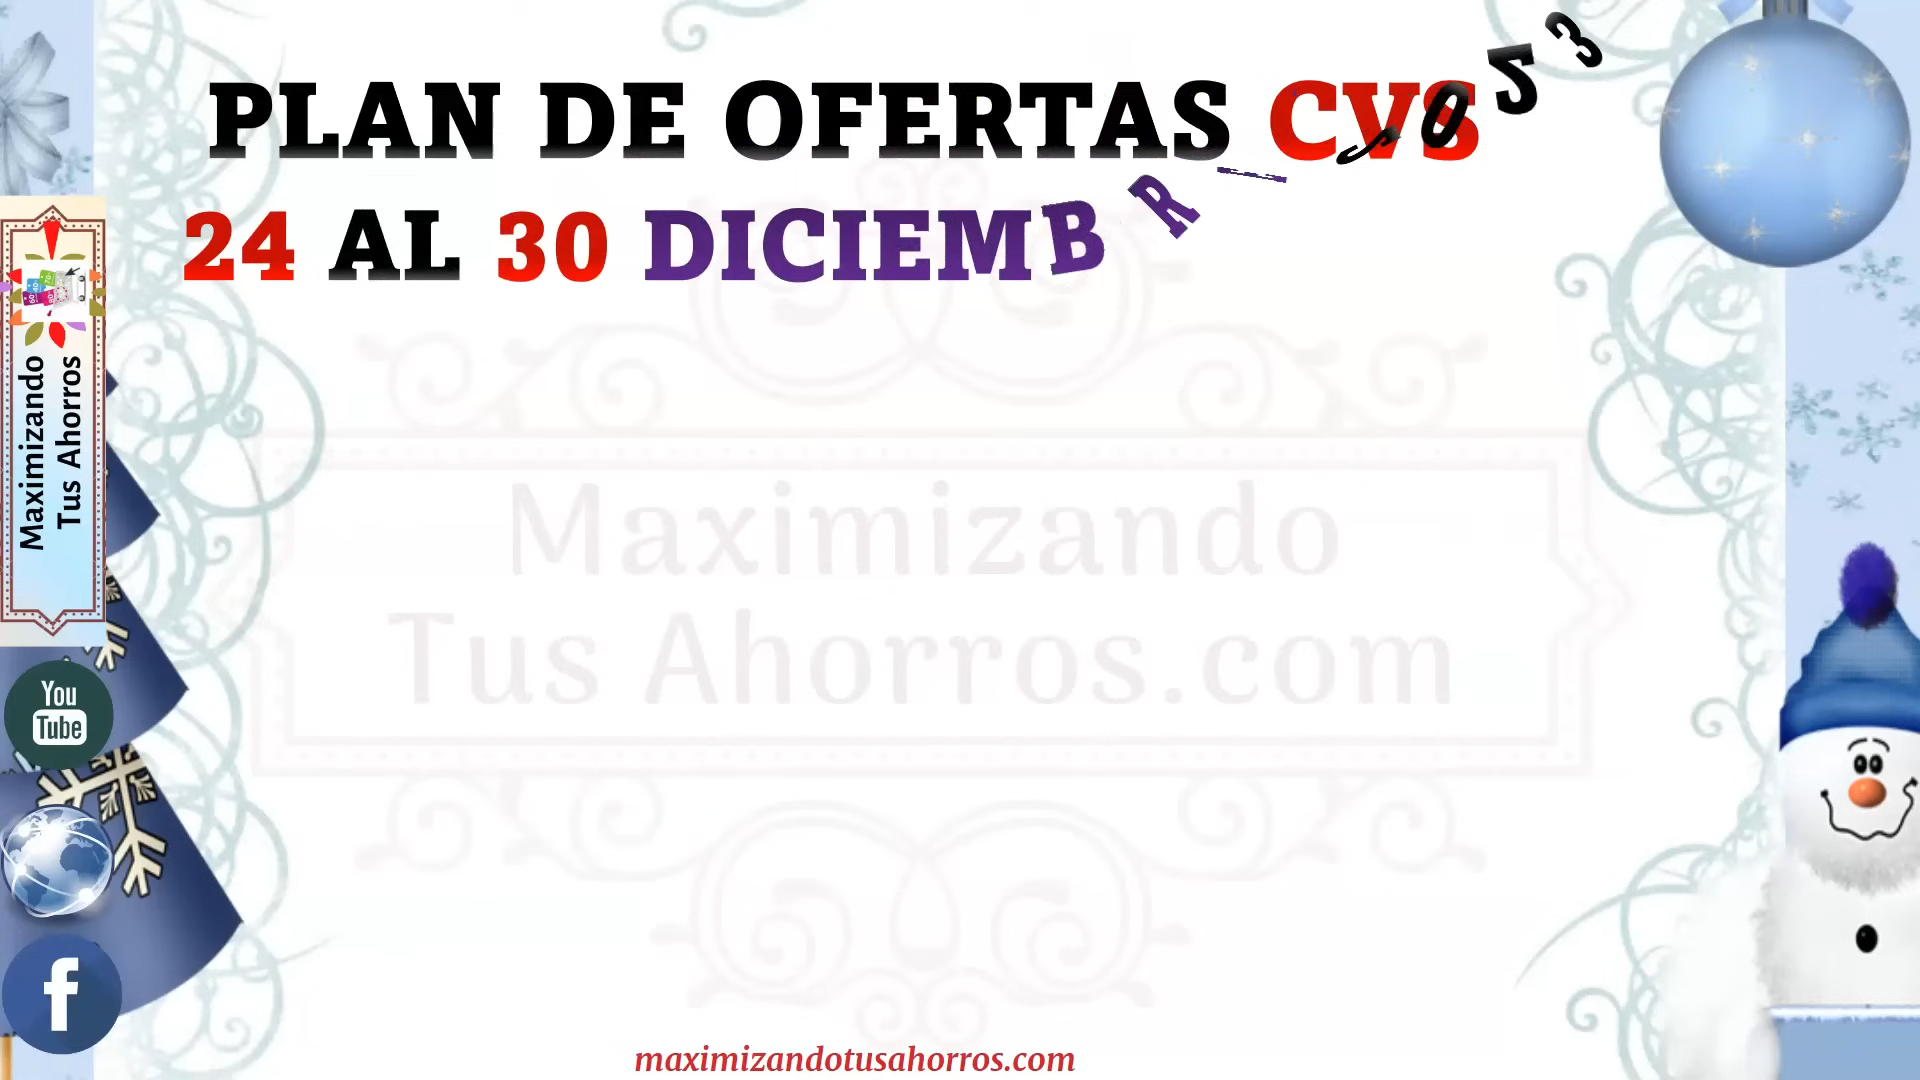 PLAN DE OFERTAS CVS
24 AL 30 DICIEMBR 023
Maximizando
Tus Ahorros
Maximizando
Tus Ahorros.com
You
Tube
f
maximizandotusahorros.com